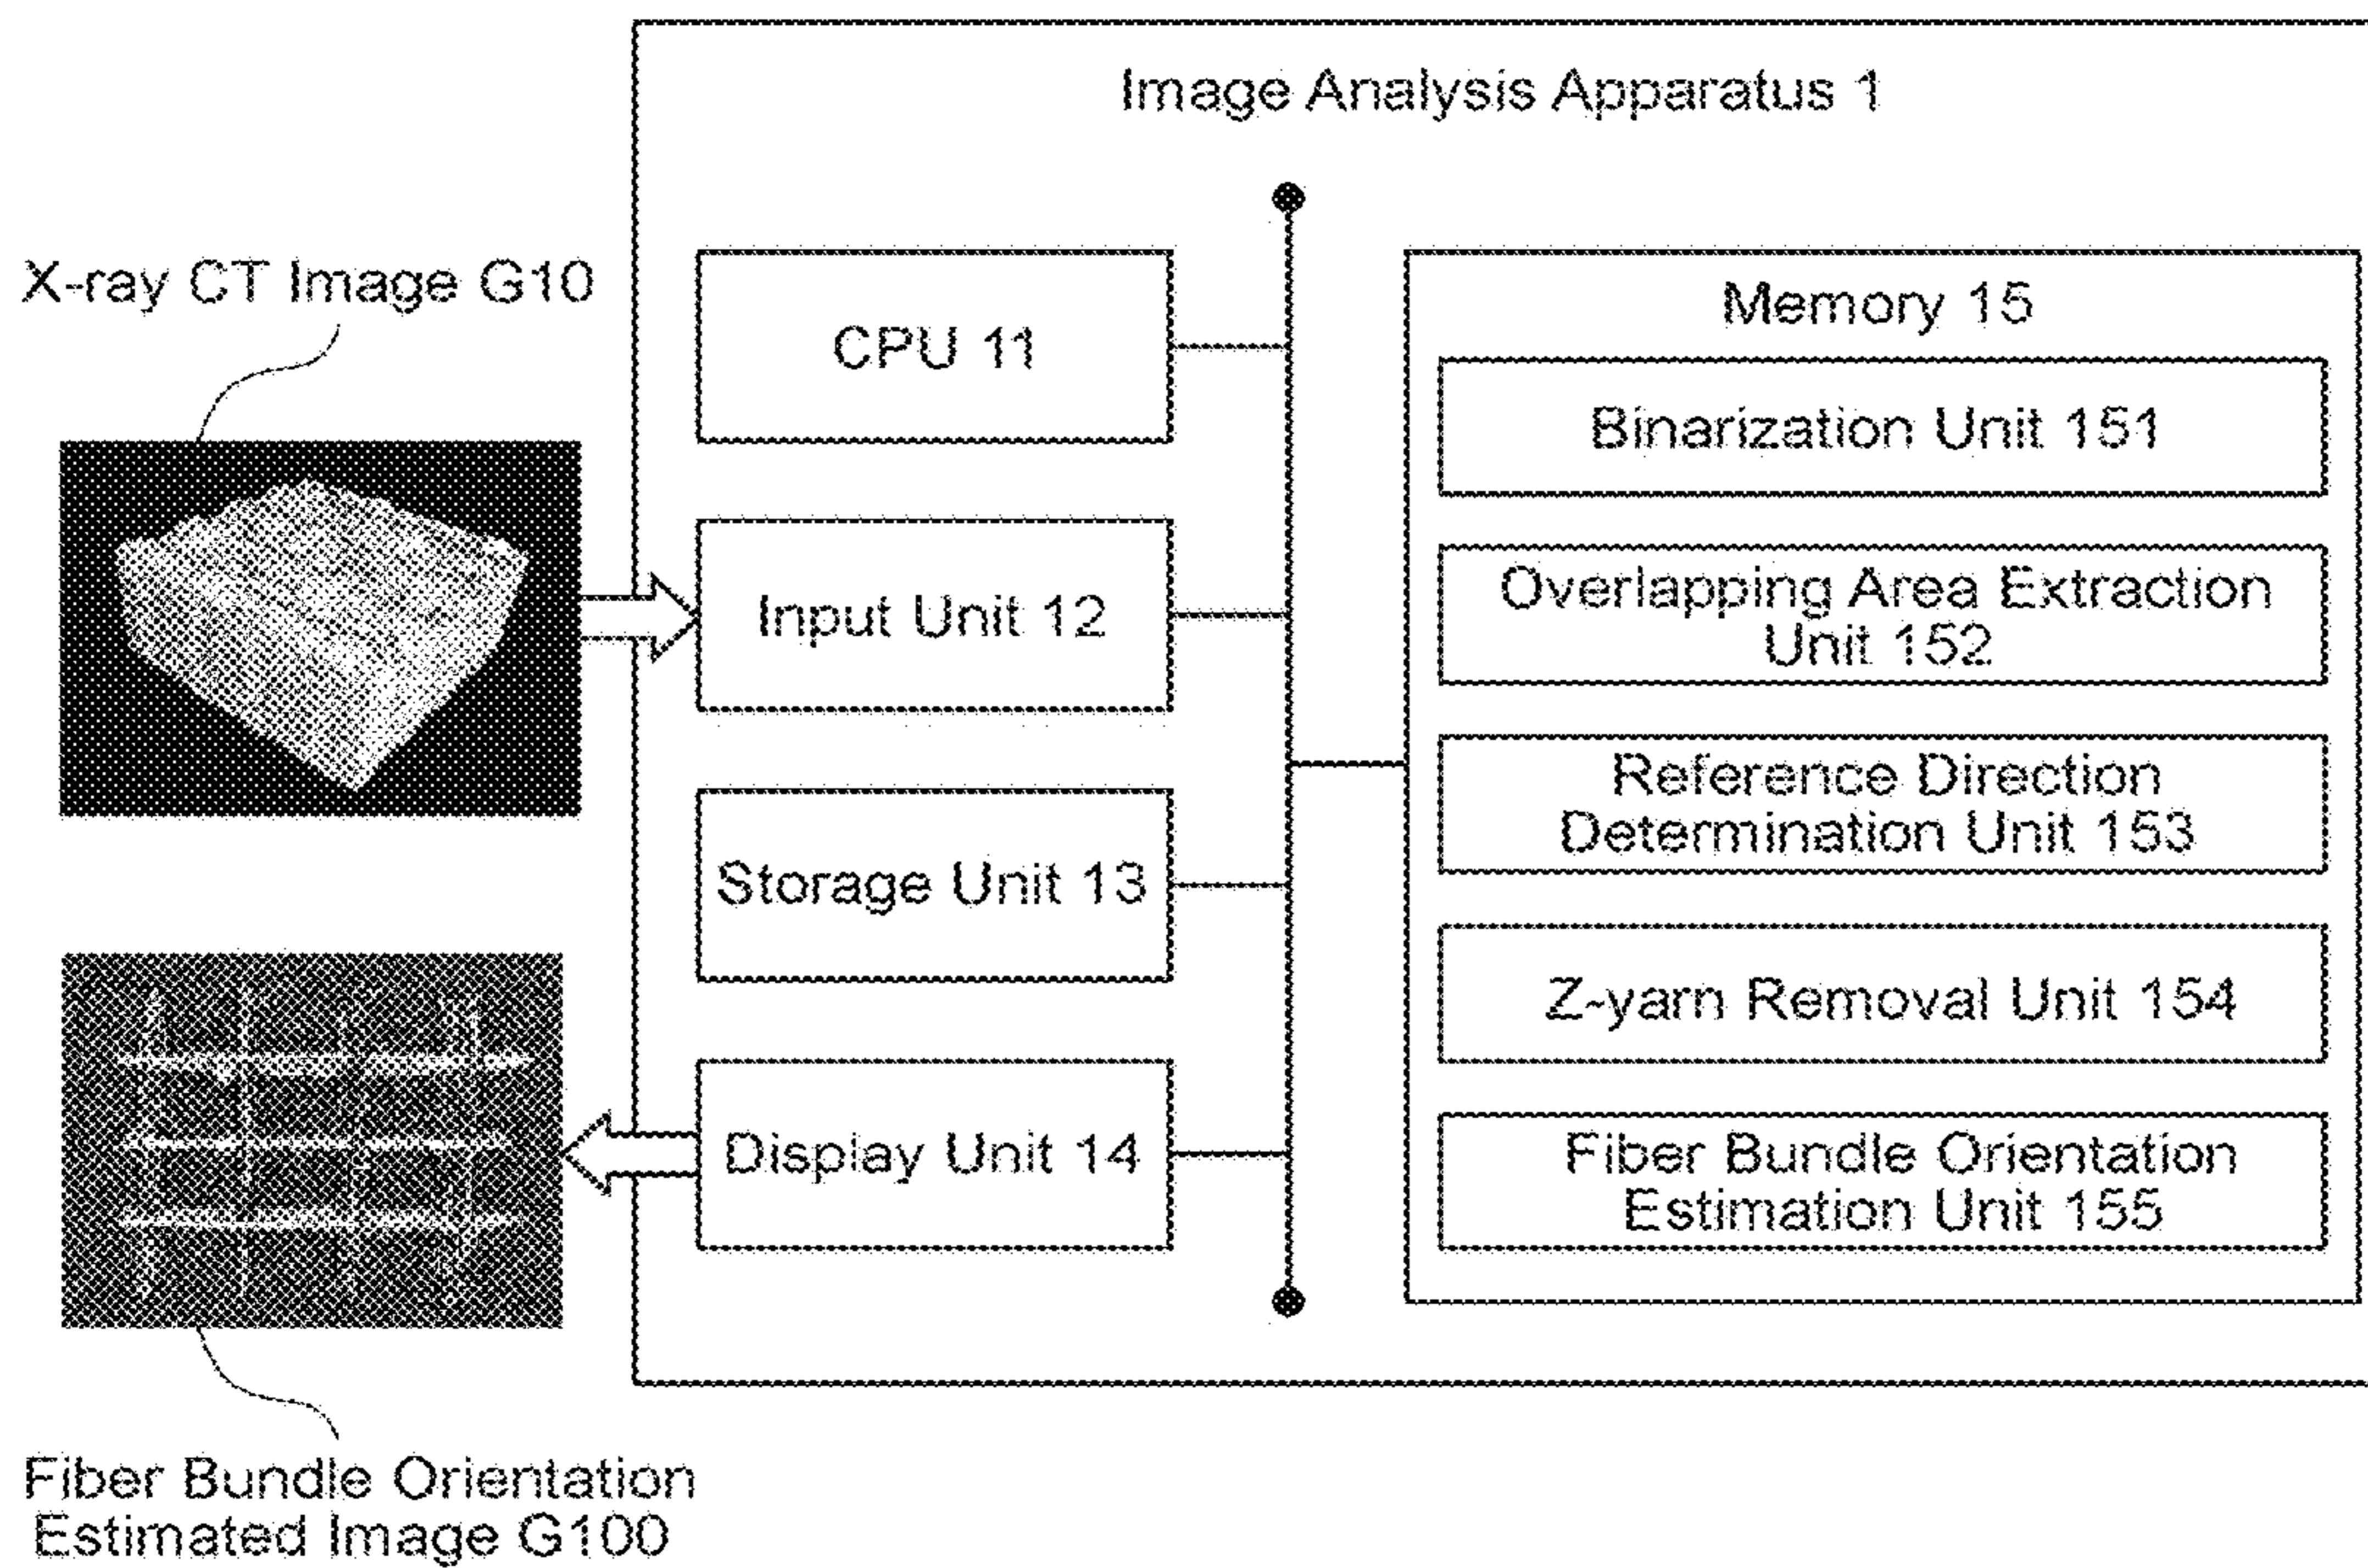 Image Analysis Apparatus 1
X-ray CT Image G10
CPU 11
Input Unit 12
Storage Unit 13
Display Unit 14
Memory 15
Binarization Unit 151
Overlapping Area Extraction
Unit 152
Reference Direction
Determination Unit 153
Z-yarn Removal Unit 154
Fiber Bundle Orientation
Estimation Unit 155
Fiber Bundle Orientation
Estimated Image G100